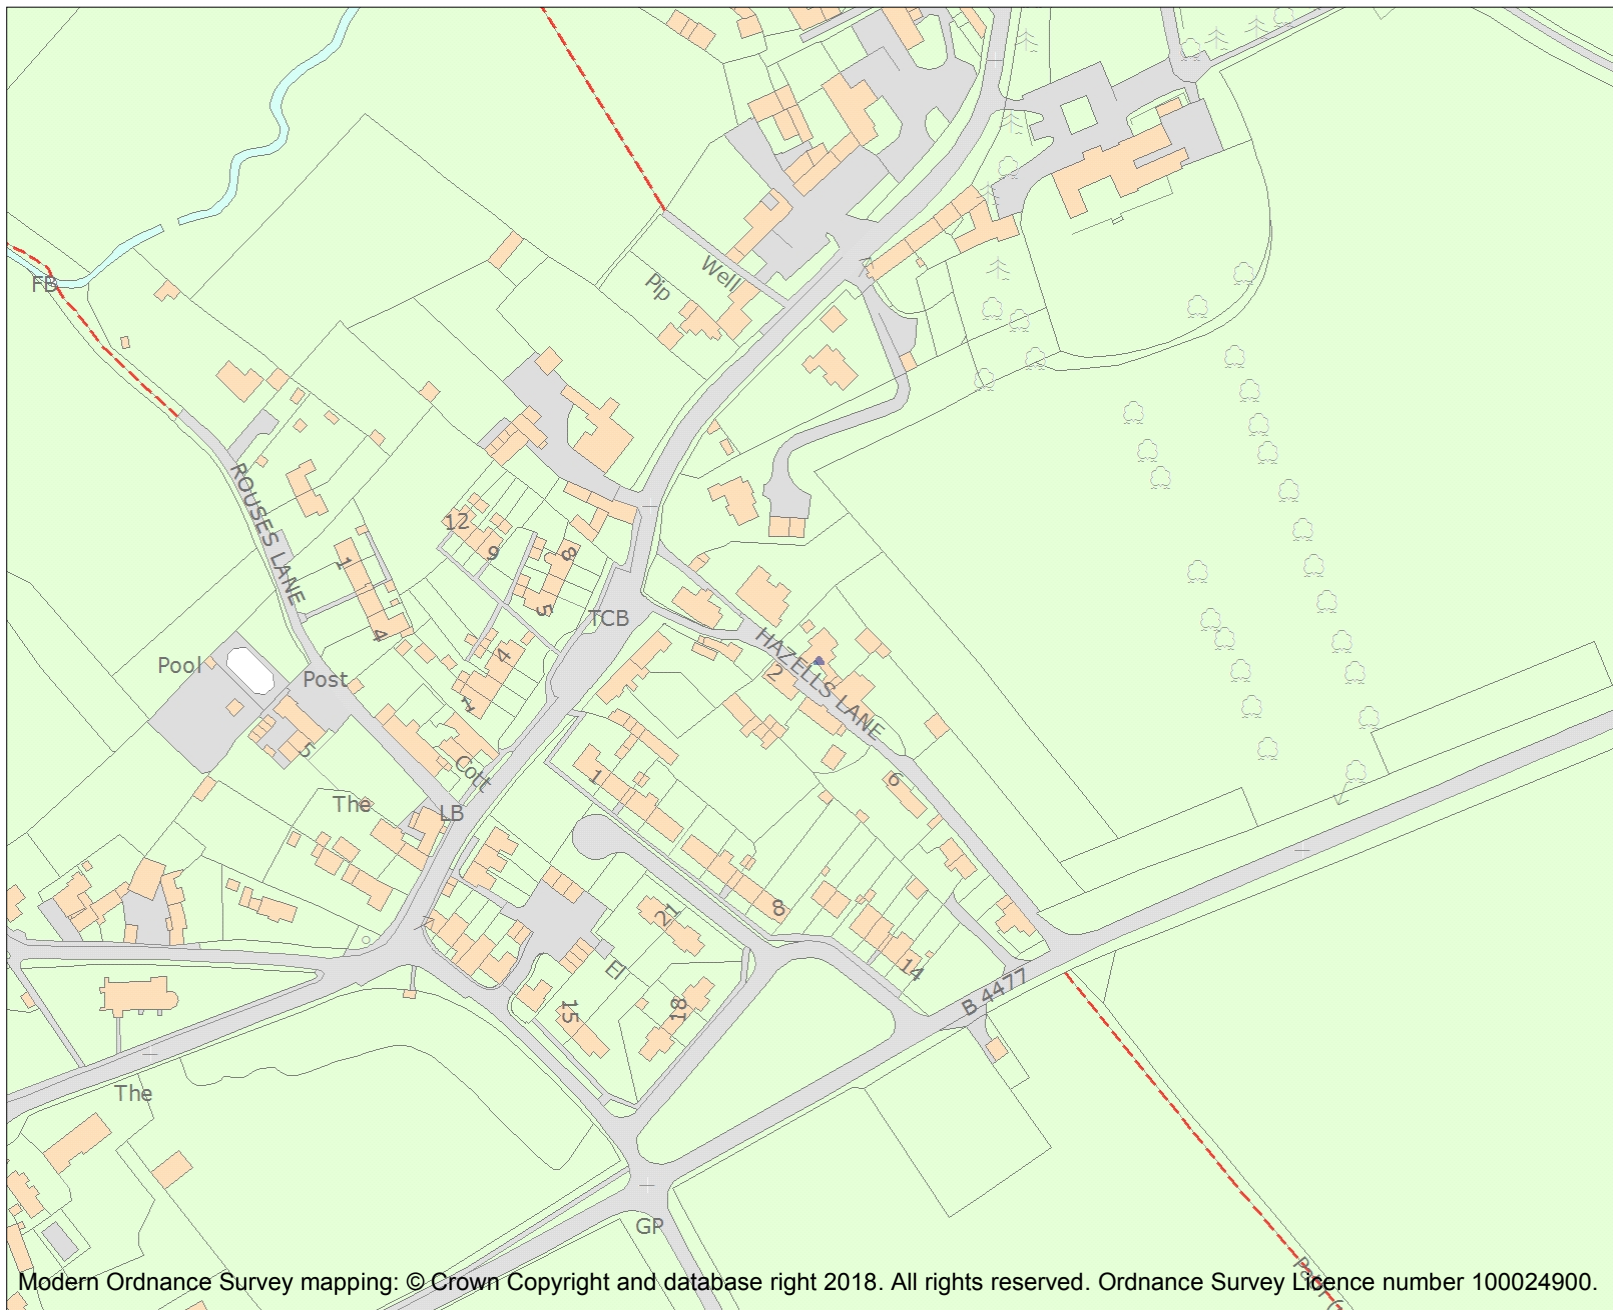 FB
Well
Pip
ROUSES LANE
12
9
8
5
1
4
TCB
Pool
Post
4
HAZELLS LANE
2
5
Cott
The
LB
1
6
8
21
14
El
15
18
B 4477
The
GP
Modern Ordnance Survey mapping: © Crown Copyright and database right 2018. All rights reserved. Ordnance Survey Licence number 100024900.